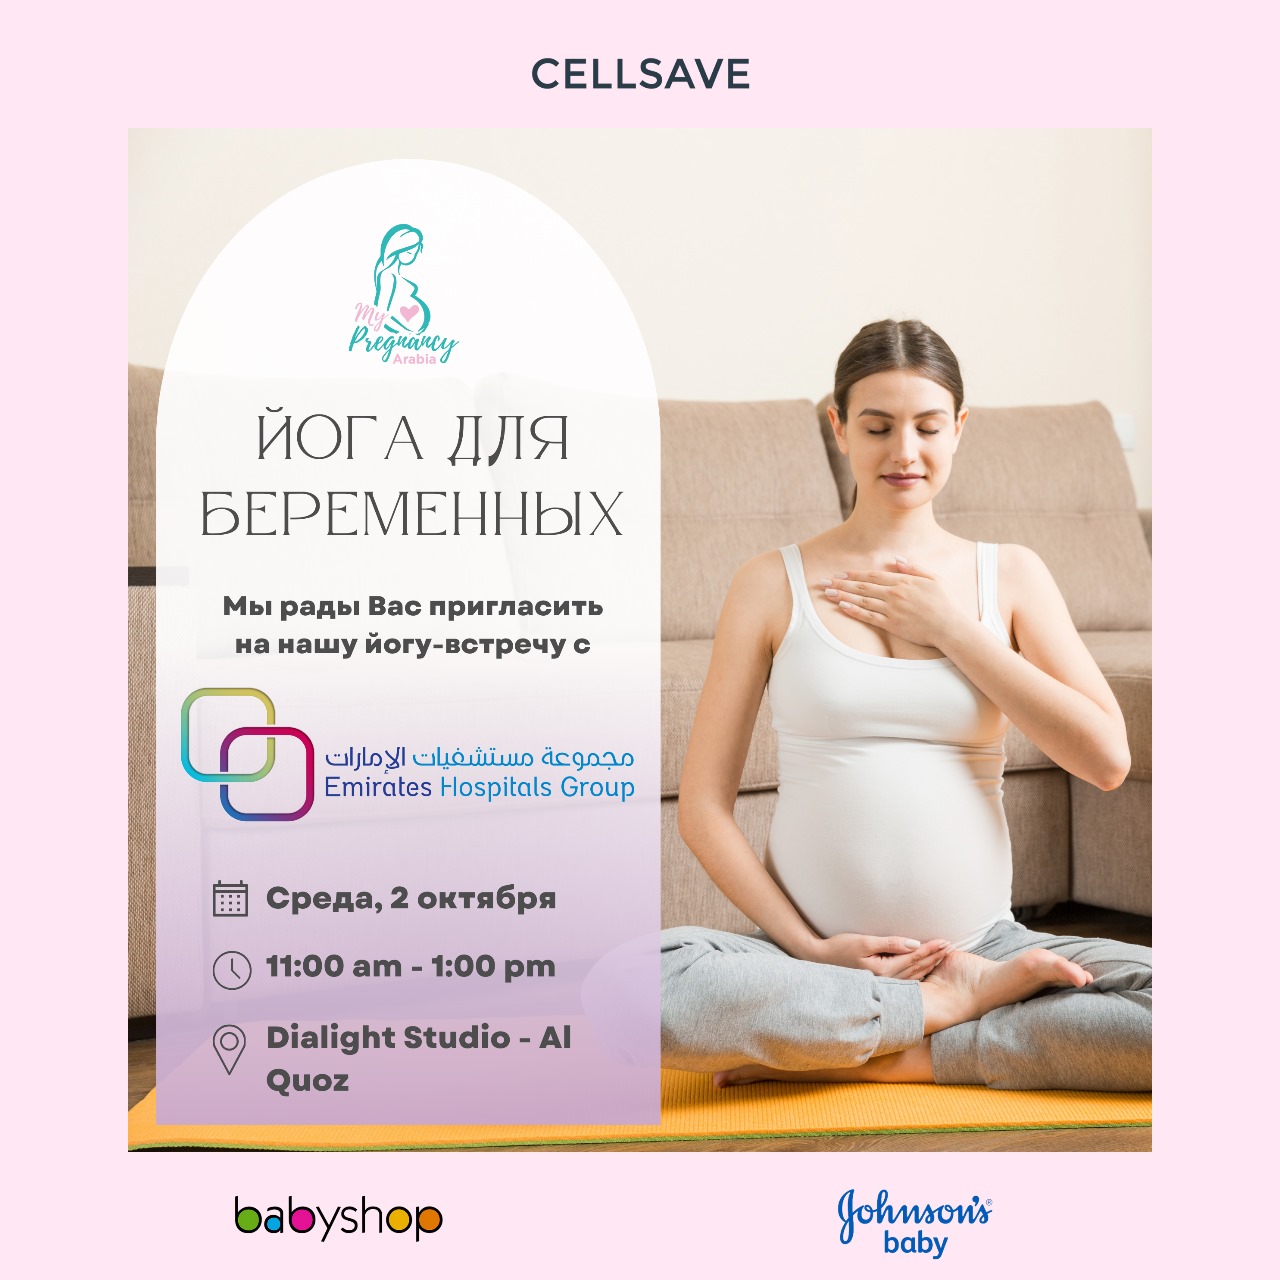 CELLSAVE
My
Pregnancy
Arabia
ЙОГА ДЛЯ
БЕРЕМЕННЫХ
Мы рады Вас пригласить
на нашу йогу-встречу с
مجموعة مستشفيات الإمارات
Emirates Hospitals Group
Среда, 2 октября
11:00 am - 1:00 pm
Dialight Studio - Al
Quoz
babyshop
Johnson's®
baby